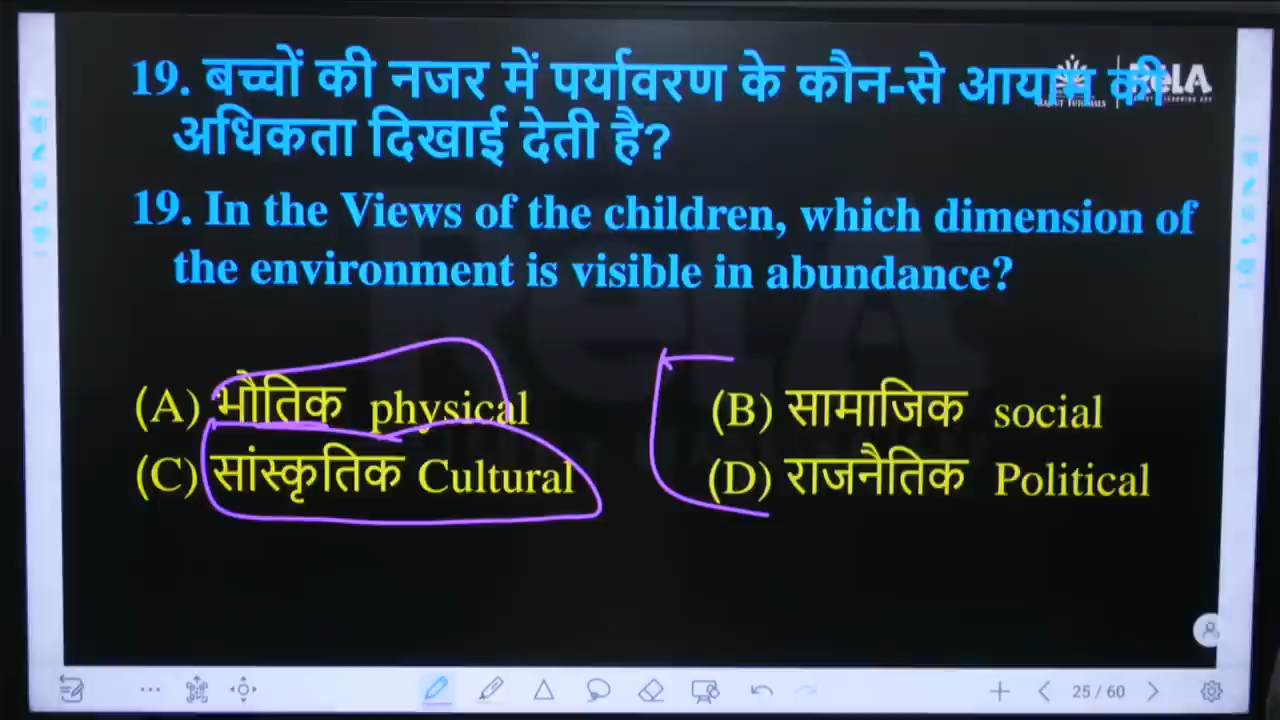 19. बच्चों की नजर में पर्यावरण के कौन-से आयाम की
अधिकता दिखाई देती है?
19. In the Views of the children, which dimension of
the environment is visible in abundance?
(A) भौतिक physical
(B) सामाजिक social
(C) सांस्कृतिक Cultural
(D) राजनैतिक Political
ReLA
25 / 60